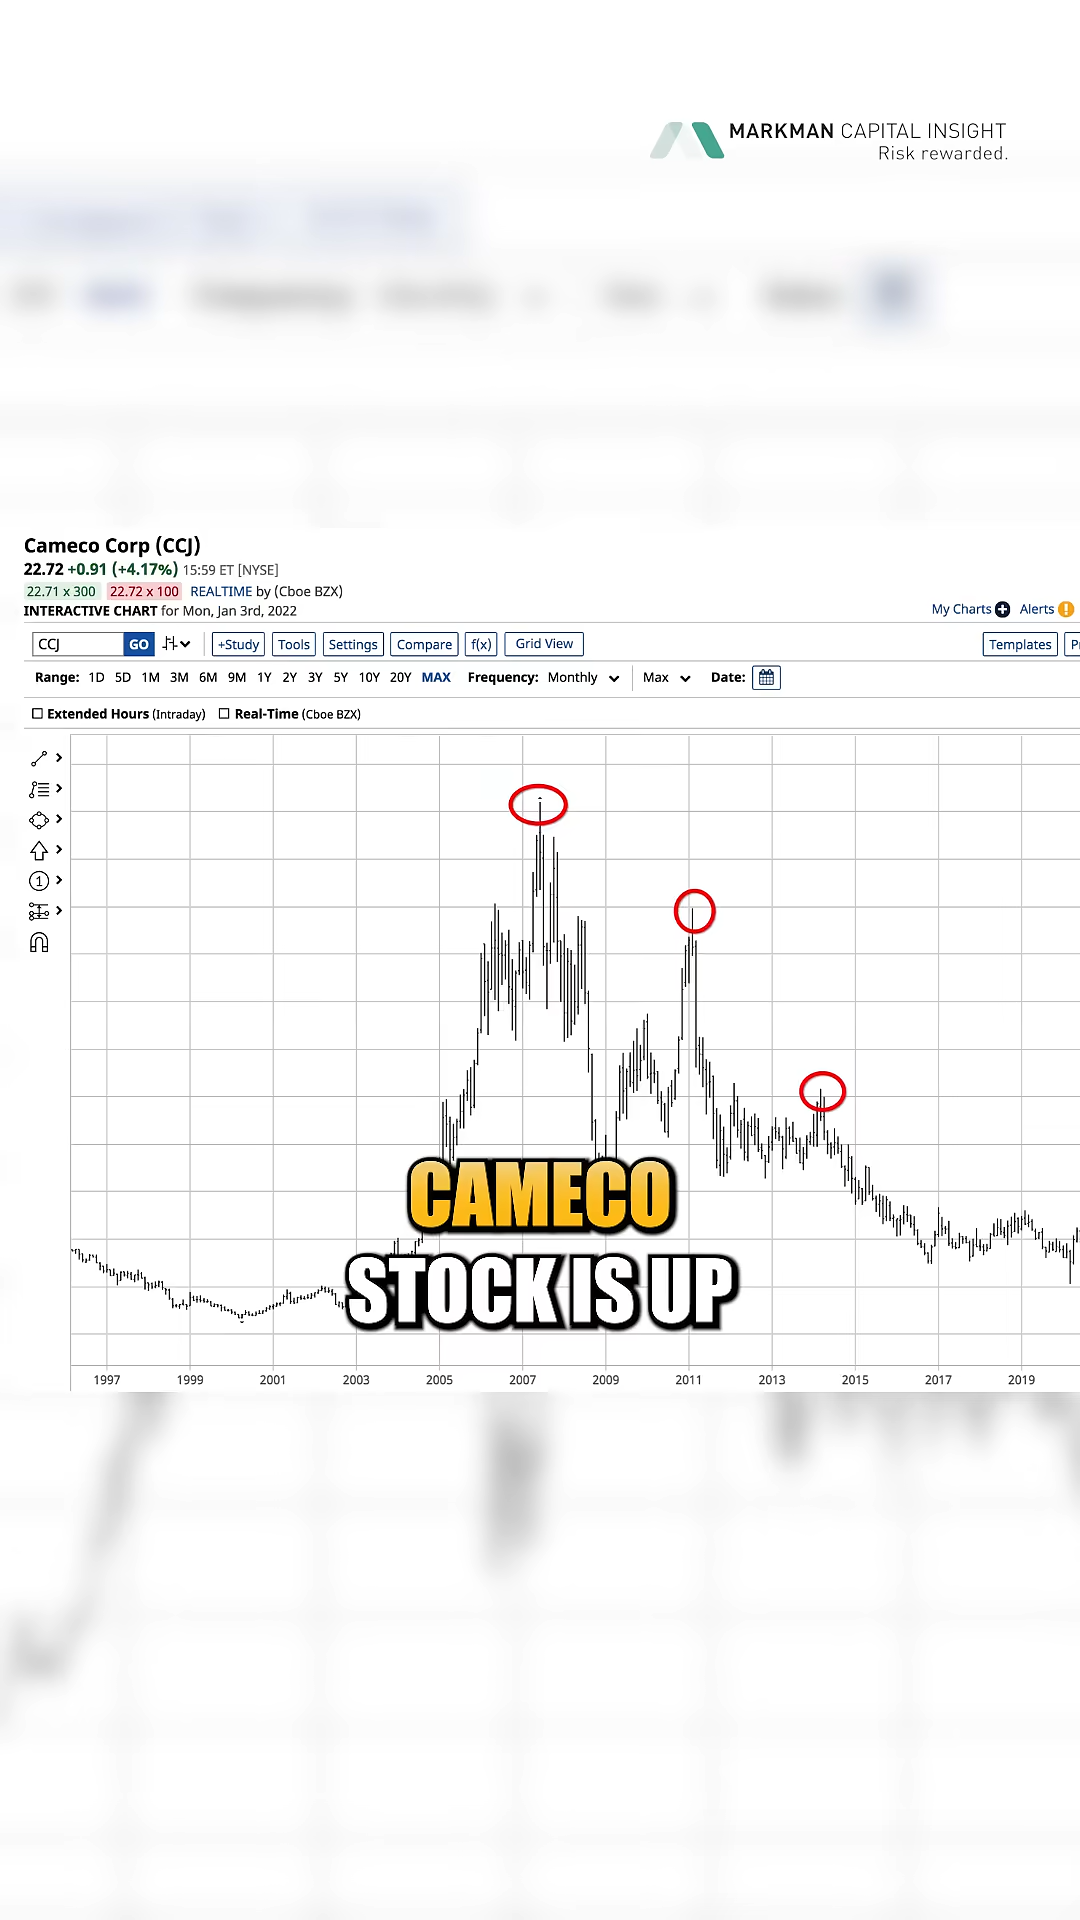 MARKMAN CAPITAL INSIGHT
Risk rewarded.
Cameco Corp (CCJ)
22.72 +0.91 (+4.17%) 15:59 ET [NYSE]
22.71 x 300 22.72 x 100 REALTIME by (Cboe BZX)
INTERACTIVE CHART for Mon, Jan 3rd, 2022
My Charts Alerts
CCJ GO +Study Tools Settings Compare f(x) Grid View Templates
Range: 1D 5D 1M 3M 6M 9M 1Y 2Y 3Y 5Y 10Y 20Y MAX Frequency: Monthly Max Date:
Extended Hours (Intraday) Real-Time (Cboe BZX)
1
CAMECO
STOCK IS UP
1997 1999 2001 2003 2005 2007 2009 2011 2013 2015 2017 2019